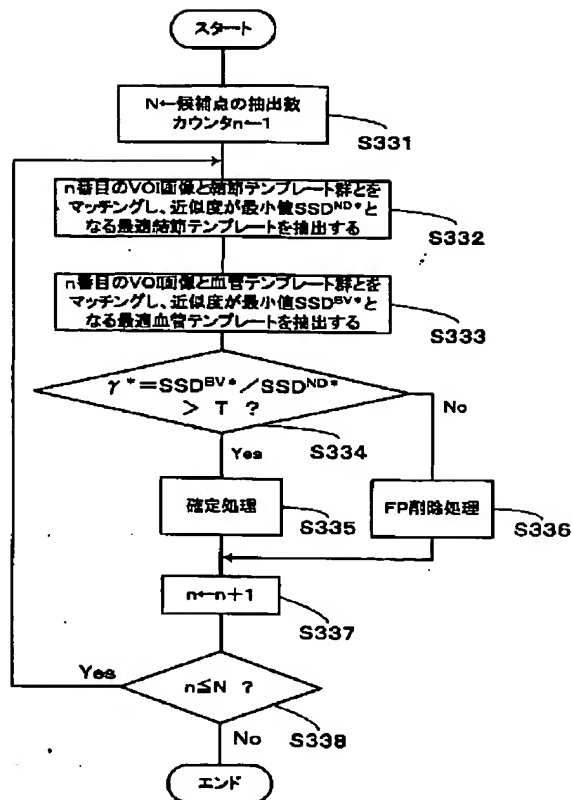 スタート
N←候補点の抽出数
カウンタn←1
S331
n番目のVOI画像と結節テンプレート群とを
マッチングし、近似度が最小値SSD^ND*と
なる最適結節テンプレートを抽出する
S332
n番目のVOI画像と血管テンプレート群とを
マッチングし、近似度が最小値SSD^BV*と
なる最適血管テンプレートを抽出する
S333
γ*=SSD^BV*/SSD^ND*
> T ?
No
S334
Yes
確定処理
S335
FP削除処理
S336
n←n+1
S337
Yes
n≦N ?
No
S338
エンド